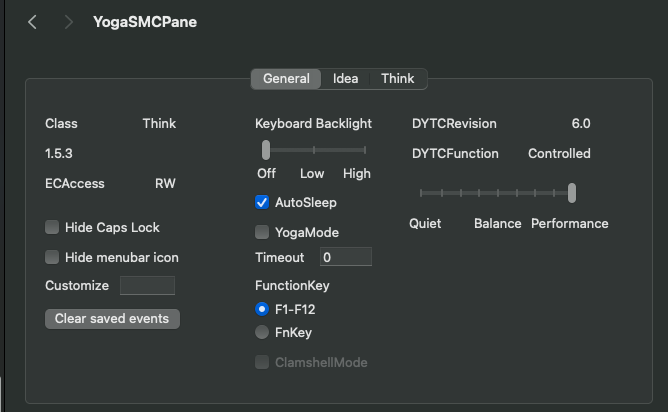 YogaSMCPane
General Idea Think
Class Think
1.5.3
ECAccess RW
Hide Caps Lock
Hide menubar icon
Customize
Clear saved events
Keyboard Backlight
Off Low High
AutoSleep
YogaMode
Timeout 0
FunctionKey
F1-F12
FnKey
ClamshellMode
DYTCRevision 6.0
DYTCFunction Controlled
Quiet Balance Performance